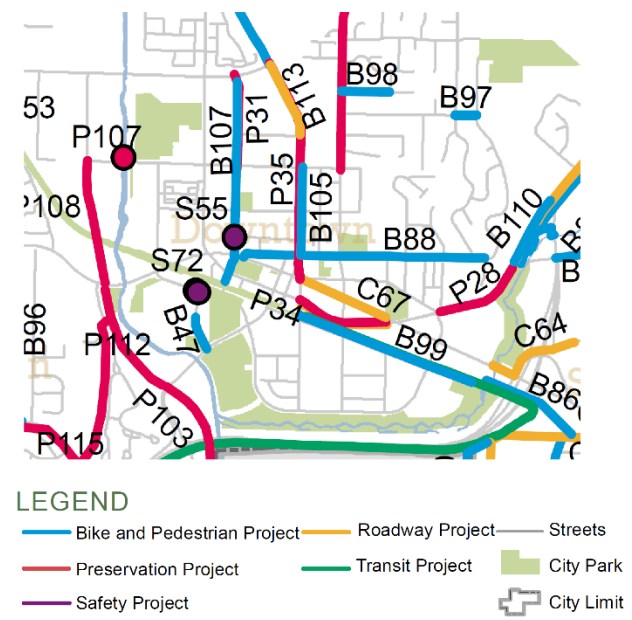 B98
B97
53
P107
B107
P31
B113
P108
S55
P35
B105
Downtown
B110
B88
S72
P28
C67
P34
B47
B96
P112
B99
C64
B86
P103
P115
LEGEND
Bike and Pedestrian Project
Roadway Project
Streets
Preservation Project
Transit Project
City Park
Safety Project
City Limit